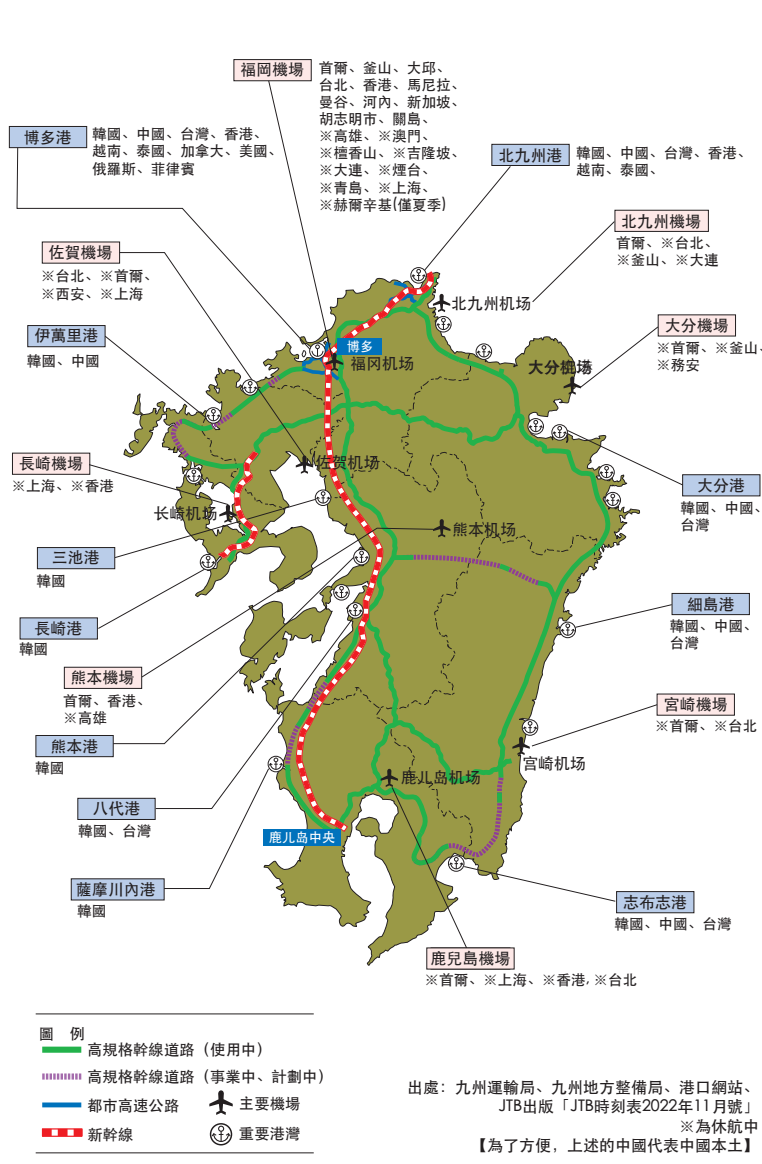 福岡機場
首爾、釜山、大邱、
台北、香港、馬尼拉、
曼谷、河內、新加坡、
胡志明市、關島、
※高雄、※澳門、
※檀香山、※吉隆坡、
※大連、※煙台、
※青島、※上海、
※赫爾辛基(僅夏季)
博多港
韓國、中國、台灣、香港、
越南、泰國、加拿大、美國、
俄羅斯、菲律賓
北九州港
韓國、中國、台灣、香港、
越南、泰國、
北九州機場
首爾、※台北、
※釜山、※大連
佐賀機場
※台北、※首爾、
※西安、※上海
伊萬里港
韓國、中國
大分機場
※首爾、※釜山、
※務安
北九州机场
博多
福冈机场
大分机场
長崎機場
※上海、※香港
佐贺机场
大分港
韓國、中國、
台灣
长崎机场
熊本机场
三池港
韓國
長崎港
韓國
細島港
韓國、中國、
台灣
熊本機場
首爾、香港、
※高雄
宮崎機場
※首爾、※台北
熊本港
韓國
宫崎机场
鹿儿岛机场
八代港
韓國、台灣
鹿儿岛中央
薩摩川內港
韓國
志布志港
韓國、中國、台灣
鹿兒島機場
※首爾、※上海、※香港,※台北
圖 例
高規格幹線道路（使用中）
高規格幹線道路（事業中、計劃中）
都市高速公路
主要機場
新幹線
重要港灣
出處：九州運輸局、九州地方整備局、港口網站、
JTB出版「JTB時刻表2022年11月號」
※為休航中
【為了方便，上述的中國代表中國本土】